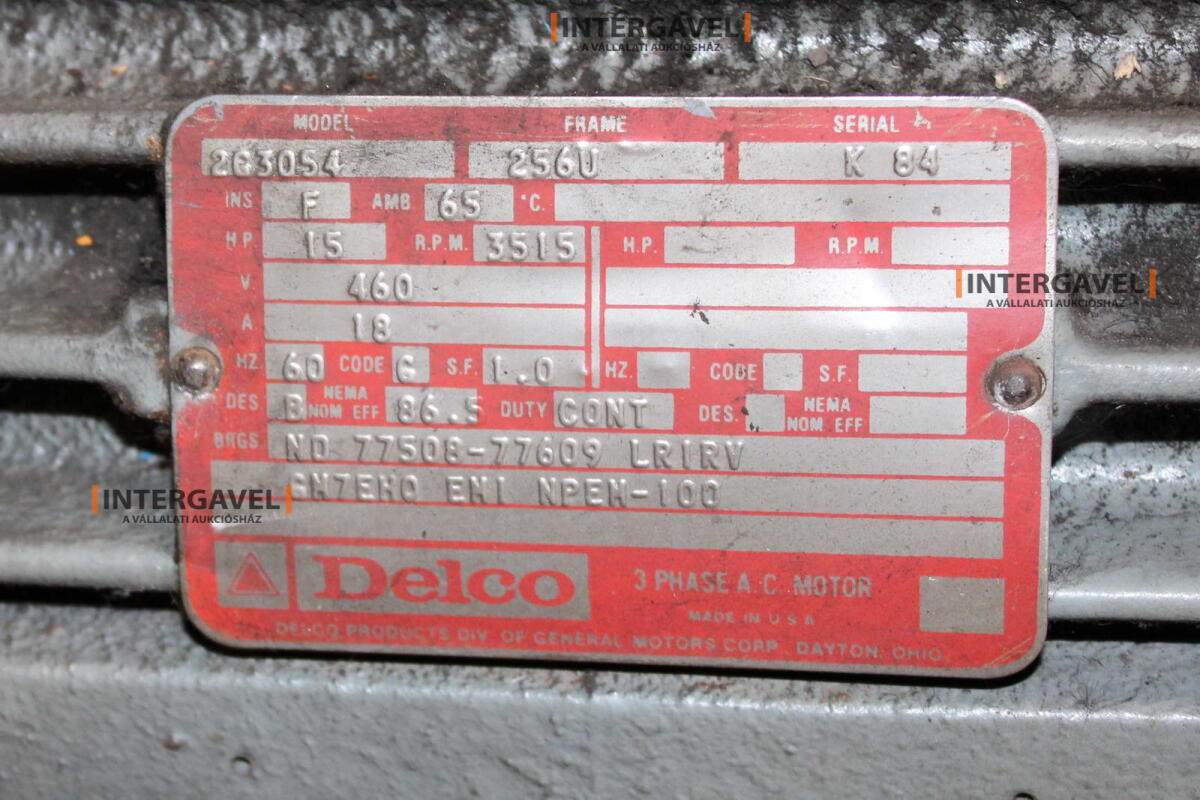 INTERGAVEL
A VÁLLALATI AUKCIÓSHÁZ
MODEL FRAME SERIAL
2G3054 256U K 84
INS F AMB 65 °C.
H.P. 15 R.P.M. 3515 H.P. R.P.M.
V 460
INTERGAVEL
A VÁLLALATI AUKCIÓSHÁZ
A 18
HZ 60 CODE G S.F. 1.0 HZ. CODE S.F.
DES B NEMA NOM EFF 86.5 DUTY CONT DES. NEMA NOM EFF
BRGS ND 77508-77609 LR1RV
NPEM-100
INTERGAVEL
A VÁLLALATI AUKCIÓSHÁZ
Delco 3 PHASE A.C. MOTOR
MADE IN U S A
DELCO PRODUCTS DIV. OF GENERAL MOTORS CORP. DAYTON, OHIO